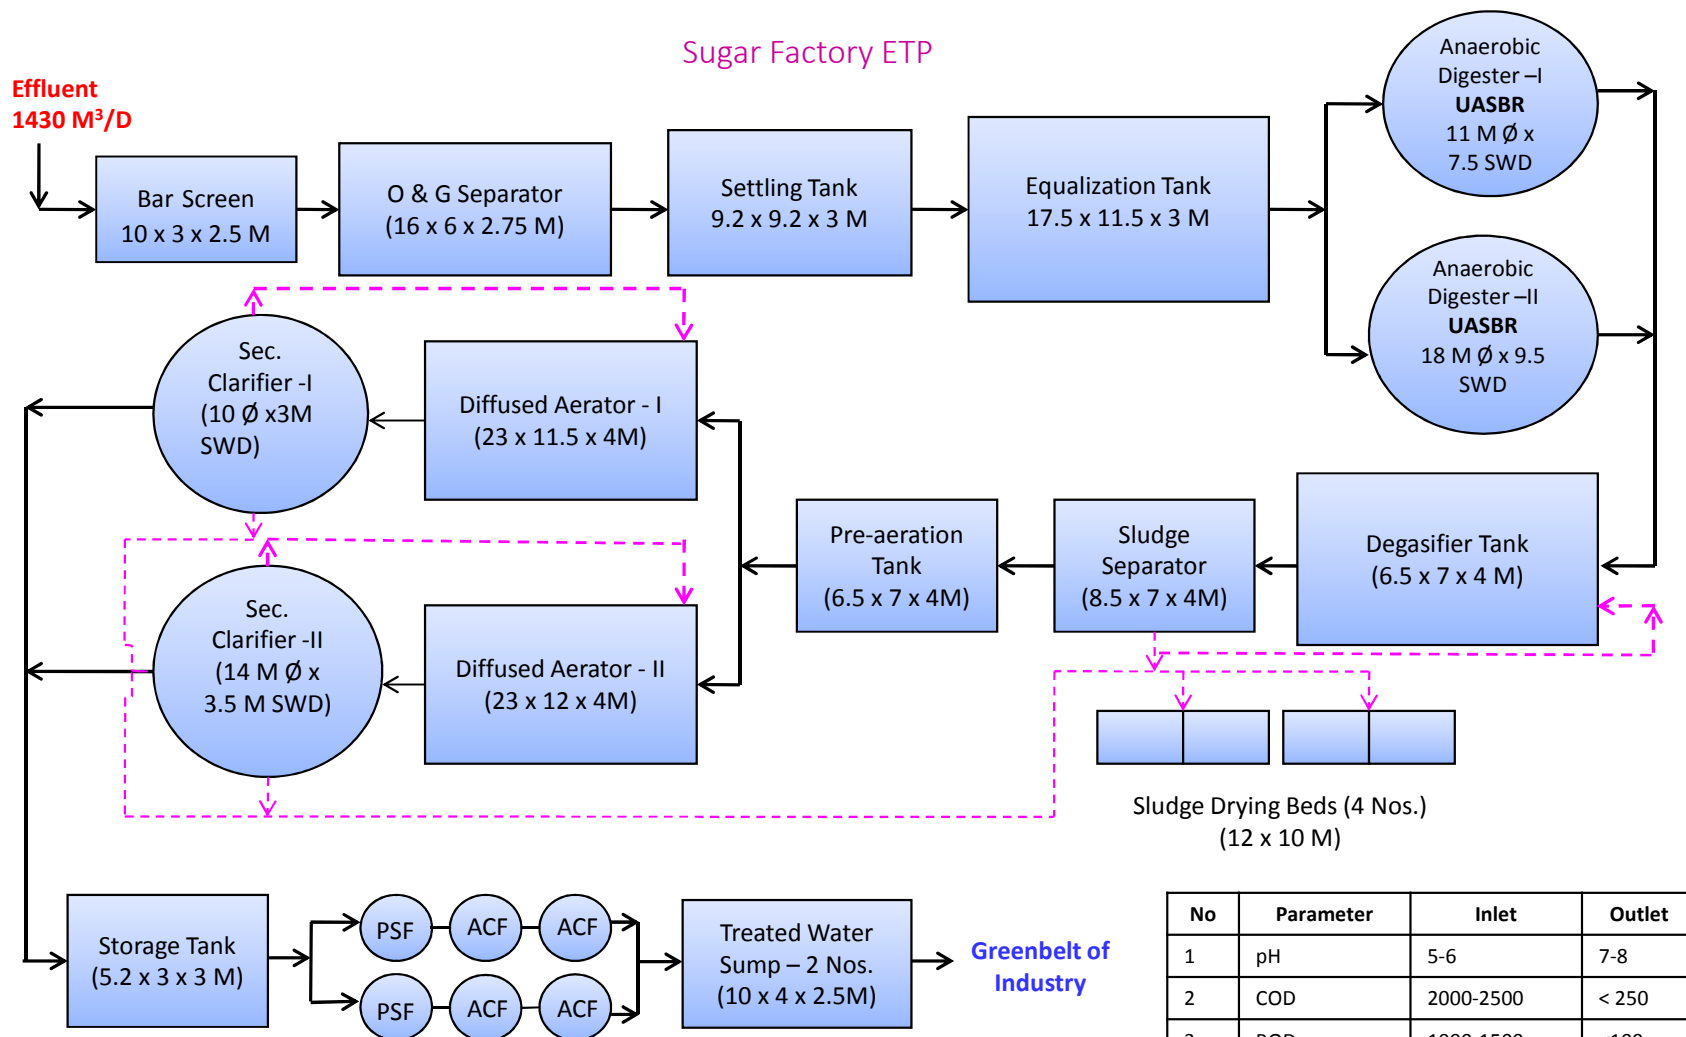 Sugar Factory ETP
Effluent
1430 M³/D
Bar Screen
10 x 3 x 2.5 M
O & G Separator
(16 x 6 x 2.75 M)
Settling Tank
9.2 x 9.2 x 3 M
Equalization Tank
17.5 x 11.5 x 3 M
Anaerobic
Digester –I
UASBR
11 M Ø x
7.5 SWD
Anaerobic
Digester –II
UASBR
18 M Ø x 9.5
SWD
Sec.
Clarifier -I
(10 Ø x3M
SWD)
Diffused Aerator - I
(23 x 11.5 x 4M)
Pre-aeration
Tank
(6.5 x 7 x 4M)
Sludge
Separator
(8.5 x 7 x 4M)
Degasifier Tank
(6.5 x 7 x 4 M)
Sec.
Clarifier -II
(14 M Ø x
3.5 M SWD)
Diffused Aerator - II
(23 x 12 x 4M)
Sludge Drying Beds (4 Nos.)
(12 x 10 M)
Storage Tank
(5.2 x 3 x 3 M)
PSF ACF ACF
PSF ACF ACF
Treated Water
Sump – 2 Nos.
(10 x 4 x 2.5M)
Greenbelt of
Industry
No Parameter Inlet Outlet
1 pH 5-6 7-8
2 COD 2000-2500 < 250